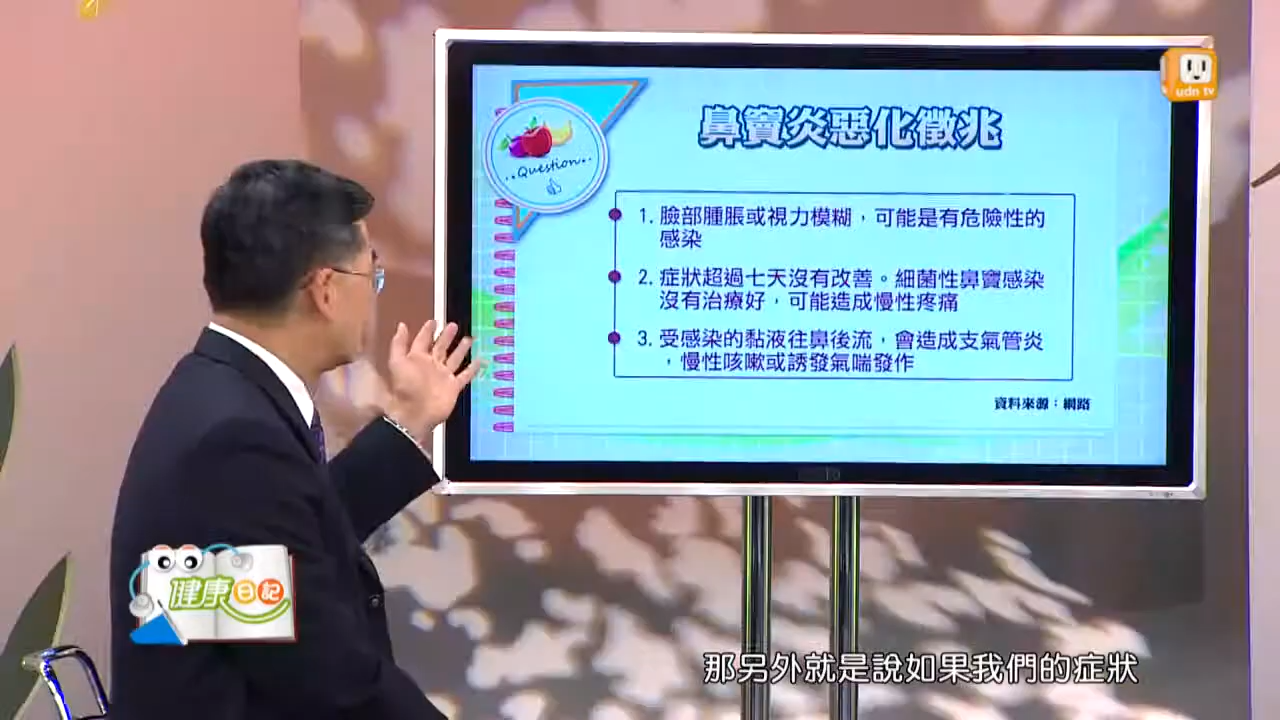 udn tv
鼻竇炎惡化徵兆
..Question..
1. 臉部腫脹或視力模糊，可能是有危險性的
感染
2. 症狀超過七天沒有改善。細菌性鼻竇感染
沒有治療好，可能造成慢性疼痛
3. 受感染的黏液往鼻後流，會造成支氣管炎
，慢性咳嗽或誘發氣喘發作
資料來源：網路
健康日記
那另外就是說如果我們的症狀